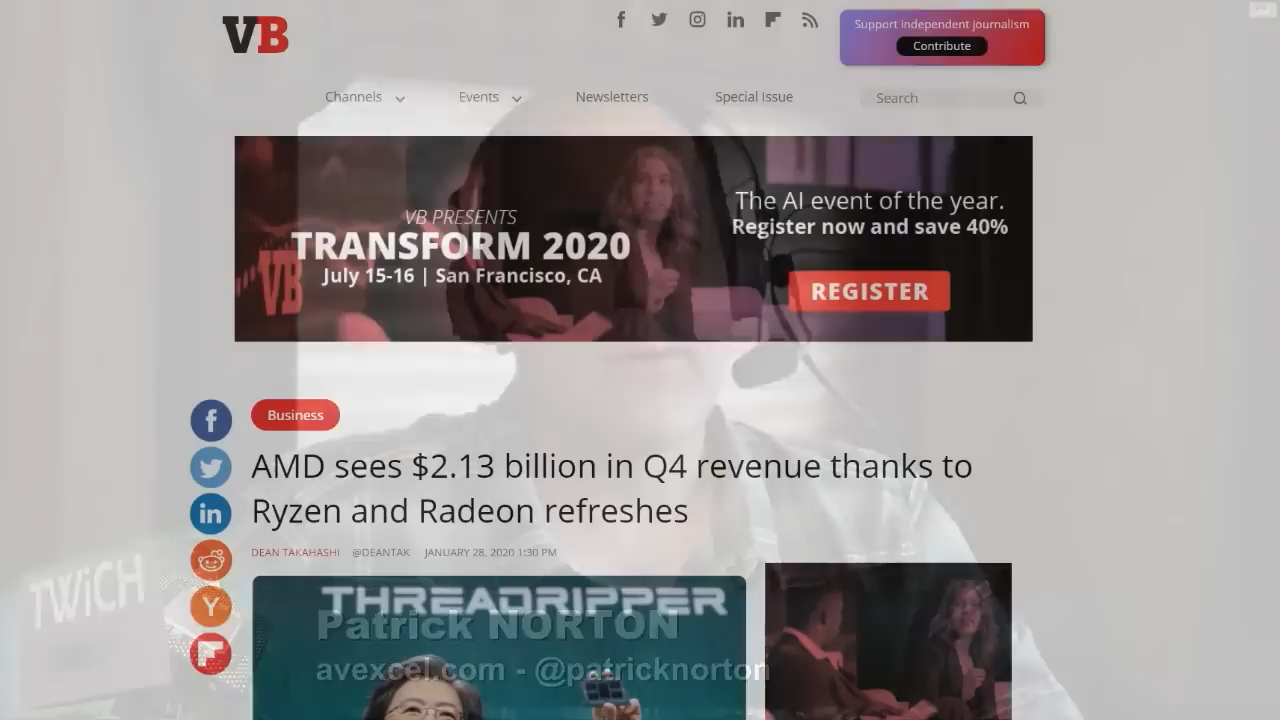 VB
Support independent journalism
Contribute
Channels
Events
Newsletters
Special Issue
Search
VB PRESENTS
TRANSFORM 2020
July 15-16 | San Francisco, CA
The AI event of the year.
Register now and save 40%
REGISTER
VB
Business
AMD sees $2.13 billion in Q4 revenue thanks to
Ryzen and Radeon refreshes
DEAN TAKAHASHI @DEANTAK JANUARY 28, 2020 1:30 PM
TWiCH
THREADRIPPER
Patrick NORTON
avexcel.com - @patricknorton